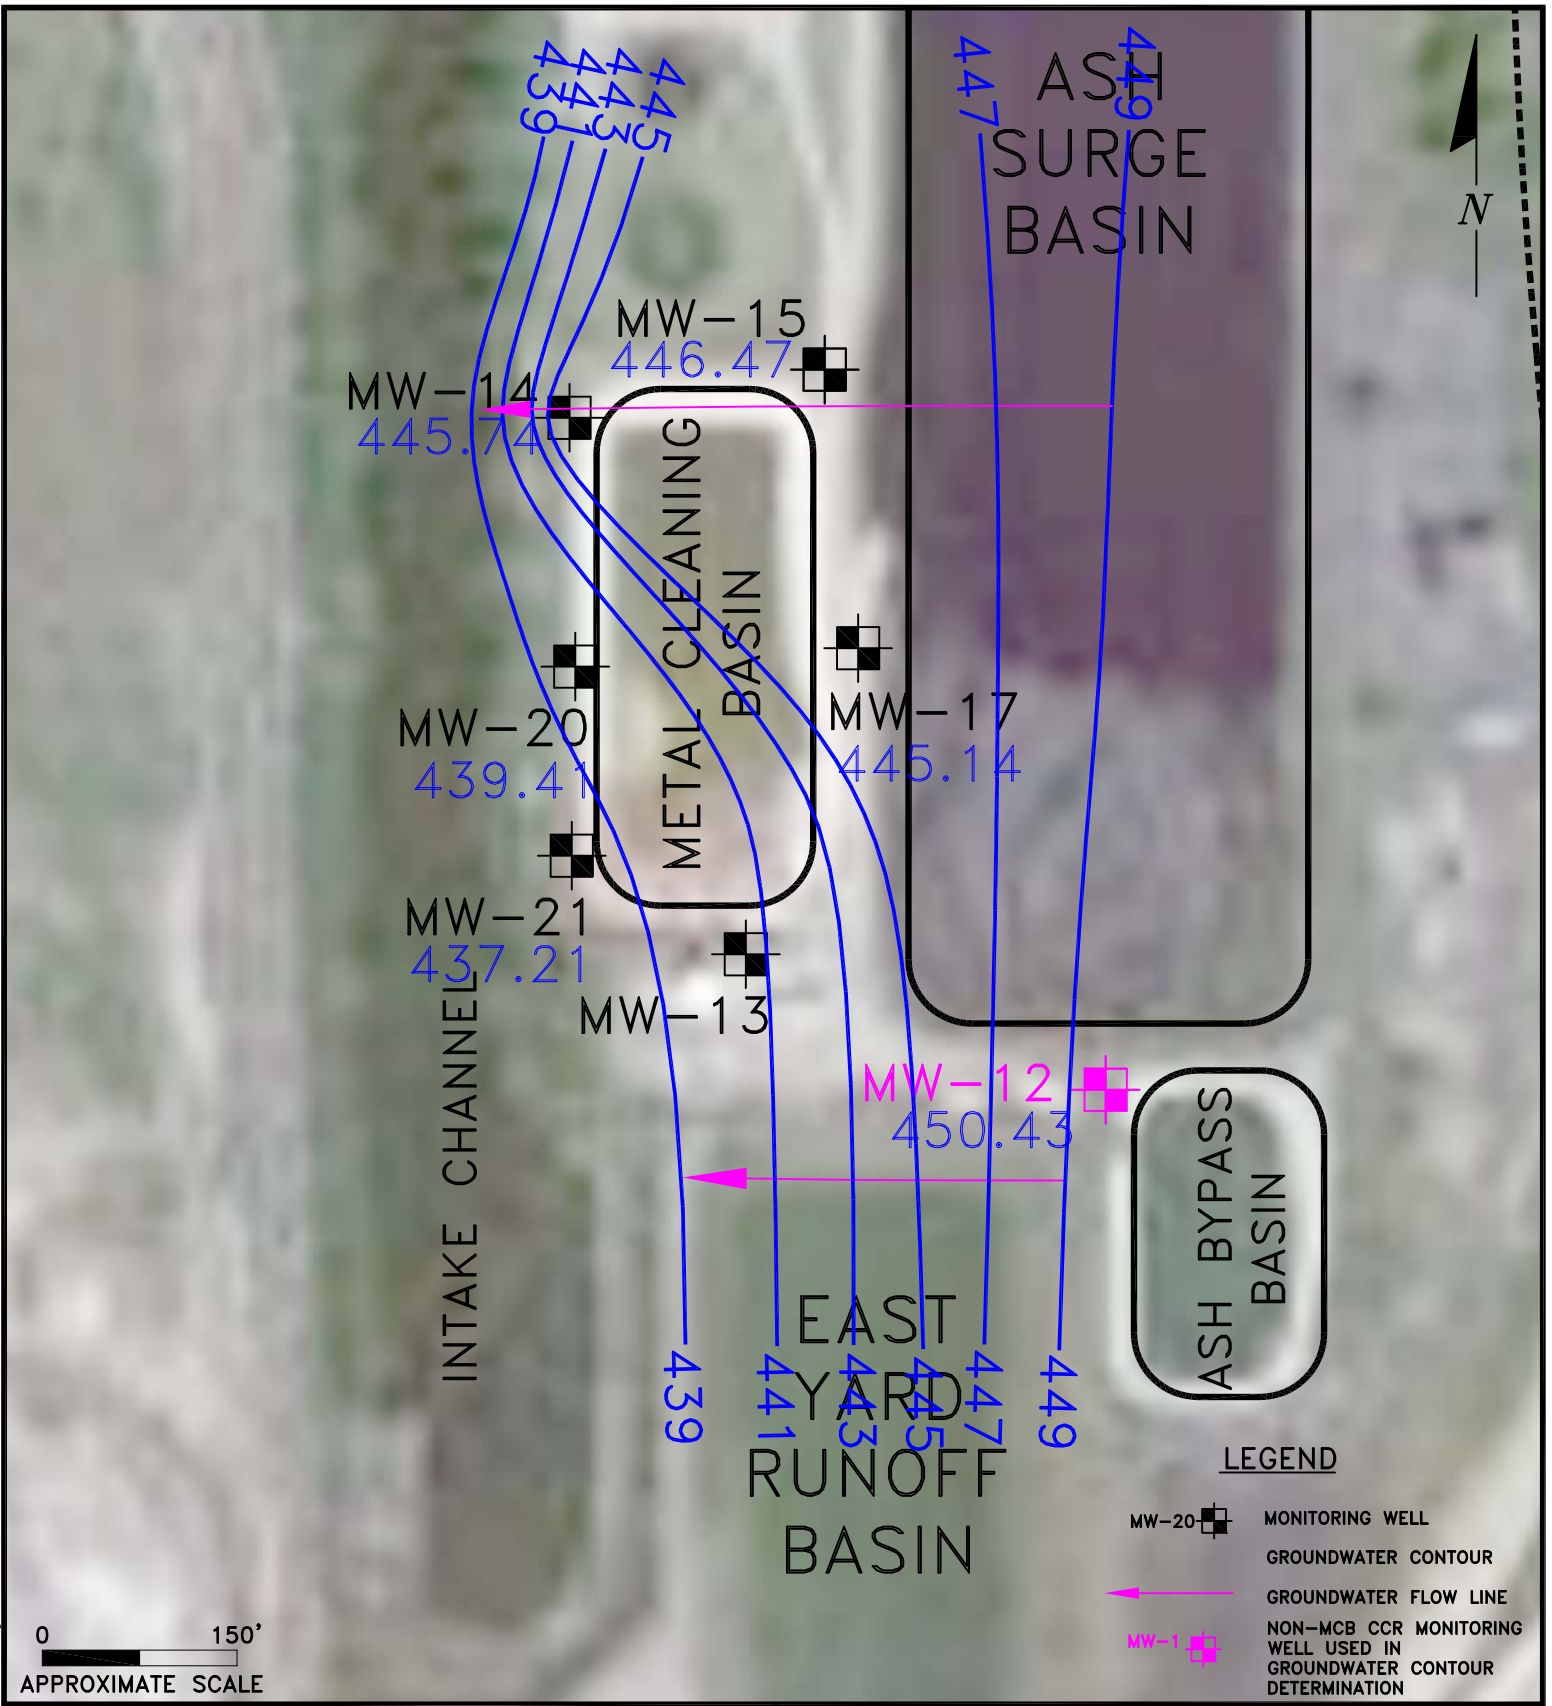 439
441
443
445
447
449
ASH
SURGE
BASIN
N
MW-15
446.47
MW-14
445.74
METAL CLEANING
BASIN
MW-17
445.14
MW-20
439.41
MW-21
437.21
MW-13
INTAKE CHANNEL
MW-12
450.43
ASH BYPASS
BASIN
EAST
YARD
RUNOFF
BASIN
439
441
443
445
447
449
LEGEND
MW-20 MONITORING WELL
GROUNDWATER CONTOUR
GROUNDWATER FLOW LINE
MW-1 NON-MCB CCR MONITORING
WELL USED IN
GROUNDWATER CONTOUR
DETERMINATION
0 150'
APPROXIMATE SCALE